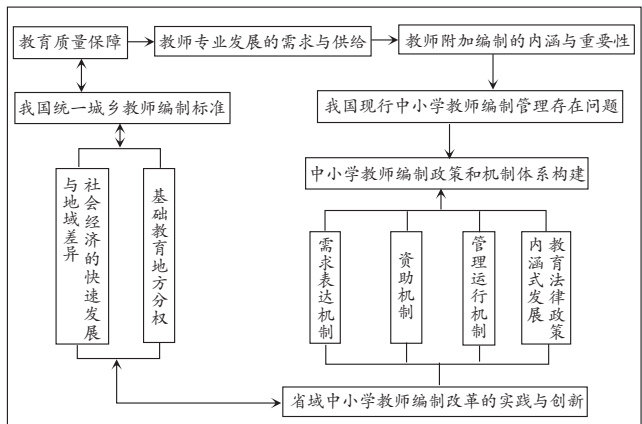 教育质量保障
教师专业发展的需求与供给
教师附加编制的内涵与重要性
我国统一城乡教师编制标准
我国现行中小学教师编制管理存在问题
中小学教师编制政策和机制体系构建
社会经济的快速发展
与地域差异
基础教育地方分权
需求表达机制
资助机制
管理运行机制
教育法律政策
内涵式发展
省域中小学教师编制改革的实践与创新